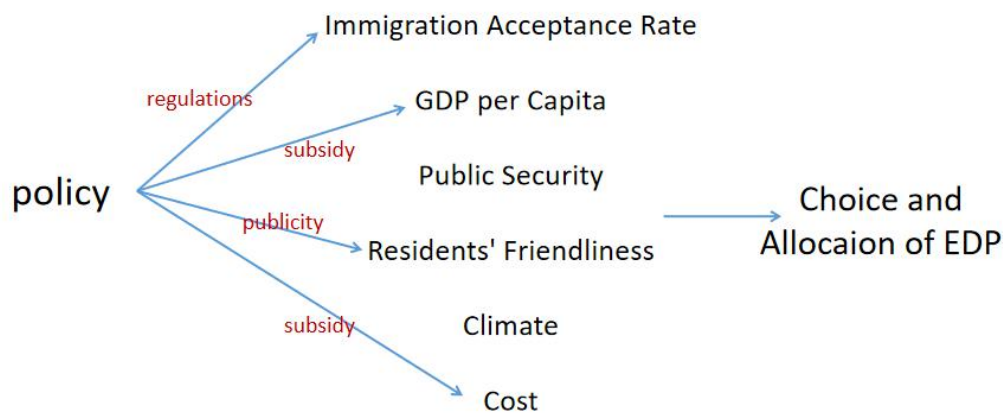 Immigration Acceptance Rate
regulations
GDP per Capita
subsidy
Public Security
policy
Choice and
Allocaion of EDP
publicity
Residents' Friendliness
subsidy
Climate
Cost